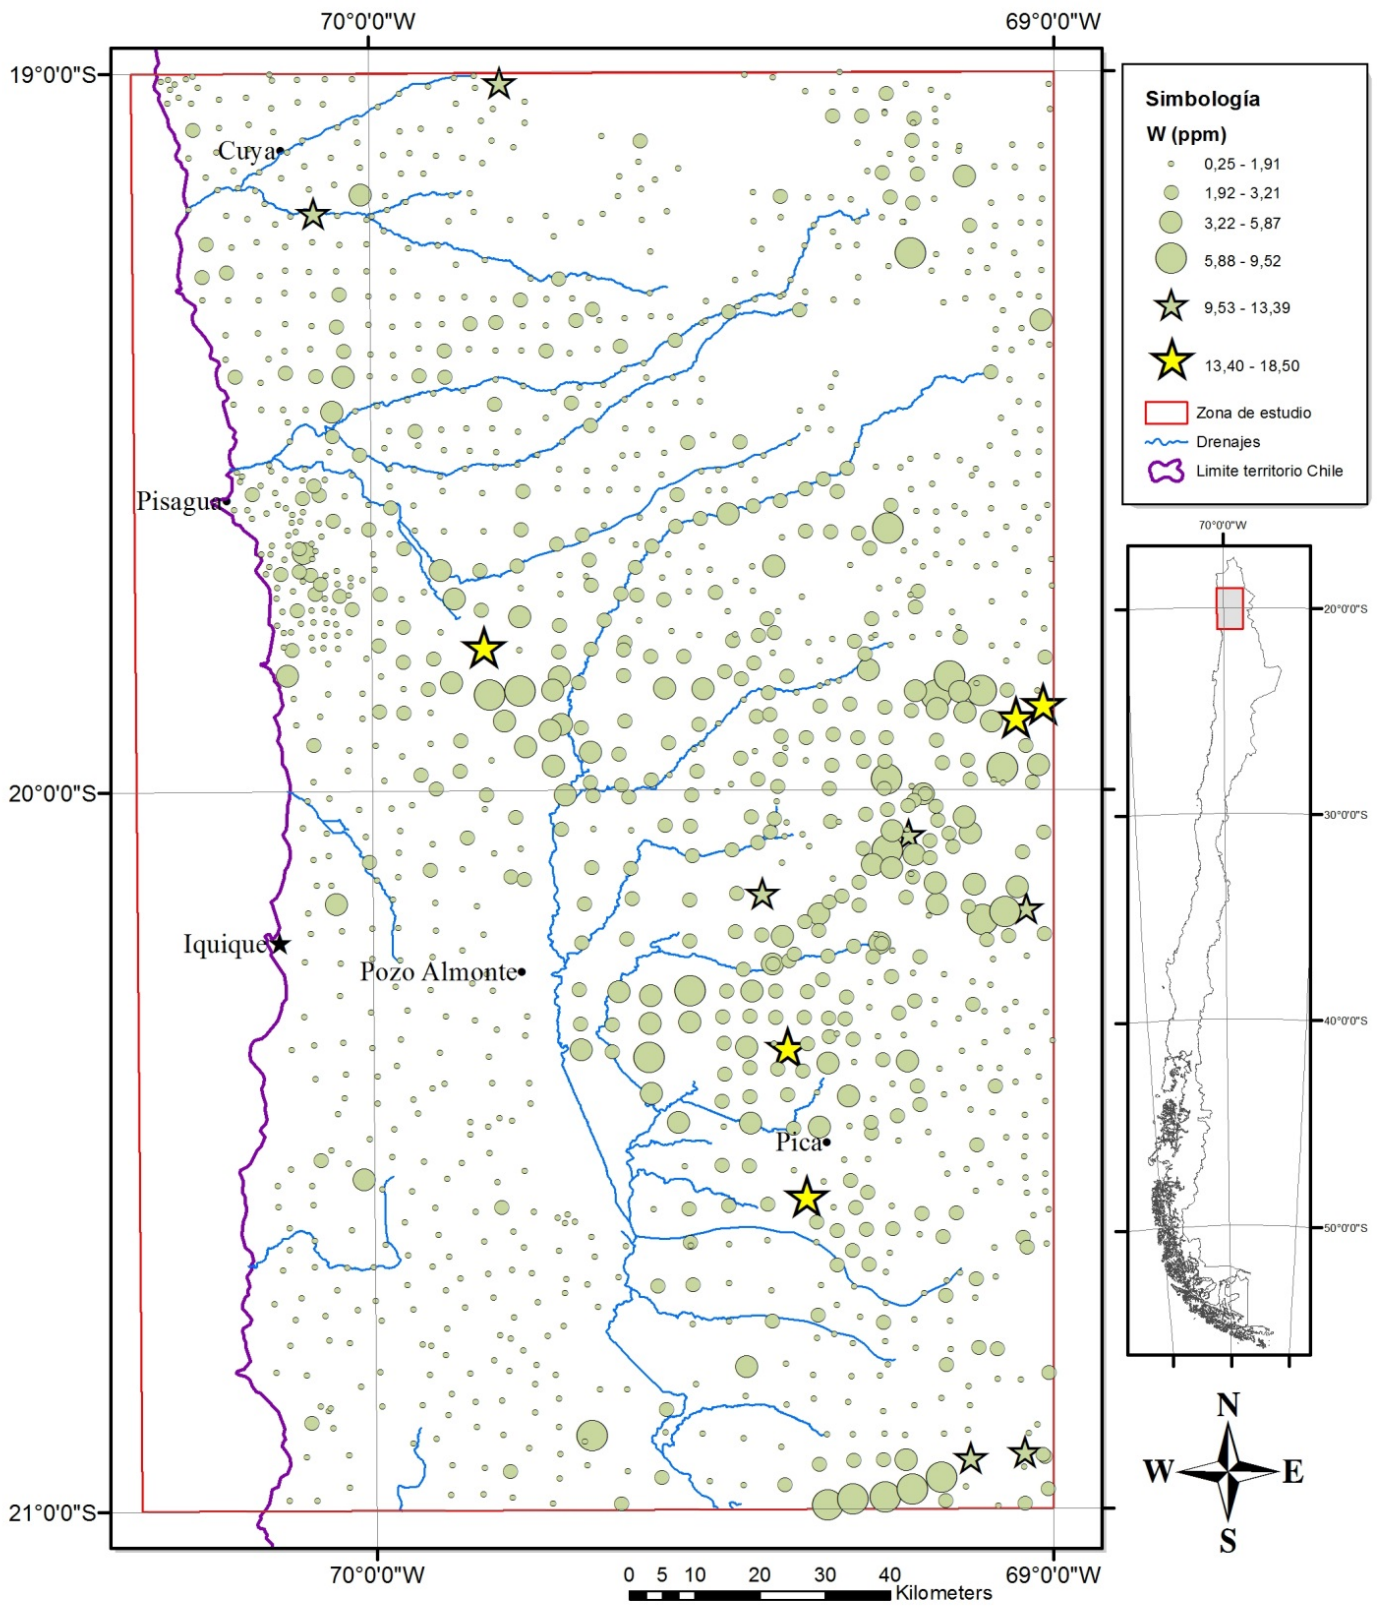 70°0'0"W 69°0'0"W
19°0'0"S
Simbología
W (ppm)
0,25 - 1,91
1,92 - 3,21
3,22 - 5,87
5,88 - 9,52
9,53 - 13,39
13,40 - 18,50
Zona de estudio
Drenajes
Limite territorio Chile
Cuya
Pisagua
70°0'0"W
20°0'0"S
30°0'0"S
40°0'0"S
50°0'0"S
20°0'0"S
Iquique
Pozo Almonte
Pica
21°0'0"S
70°0'0"W 69°0'0"W
0 5 10 20 30 40
Kilometers
N
W E
S